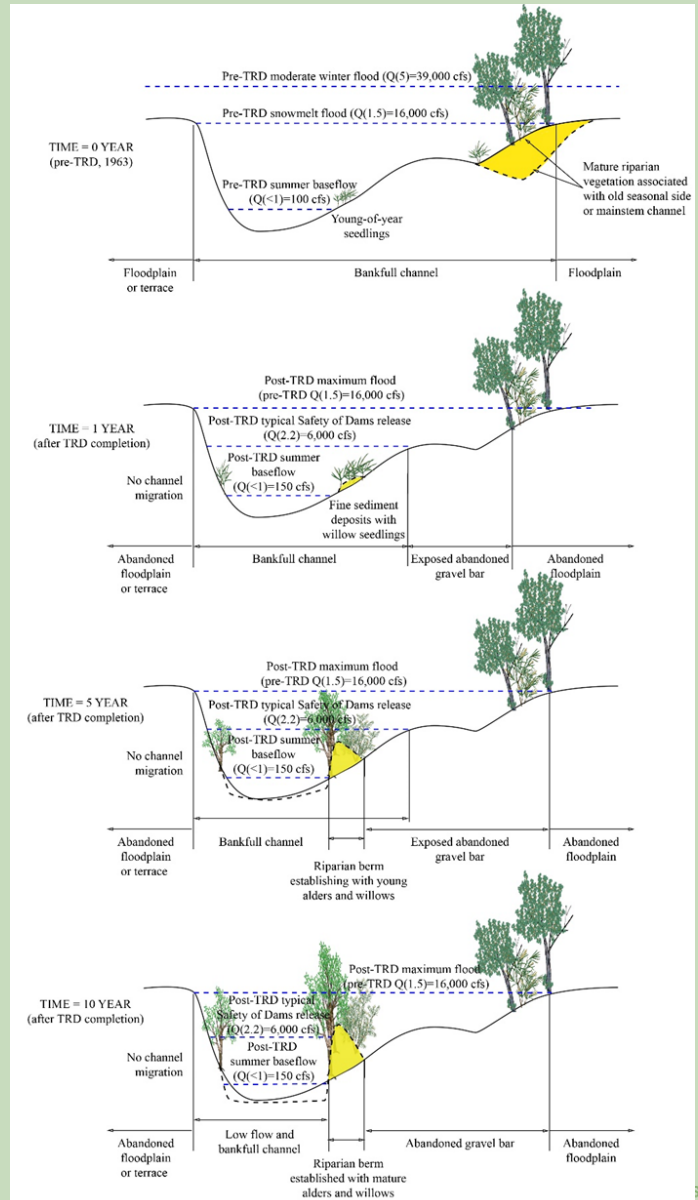 Pre-TRD moderate winter flood (Q(5)=39,000 cfs)
Pre-TRD snowmelt flood (Q(1.5)=16,000 cfs)
TIME = 0 YEAR
(pre-TRD, 1963)
Pre-TRD summer baseflow
(Q(<1)=100 cfs)
Young-of-year
seedlings
Mature riparian
vegetation associated
with old seasonal side
or mainstem channel
Floodplain
or terrace
Bankfull channel
Floodplain
Post-TRD maximum flood
(pre-TRD Q(1.5)=16,000 cfs)
TIME = 1 YEAR
(after TRD completion)
Post-TRD typical Safety of Dams release
(Q(2.2)=6,000 cfs)
Post-TRD summer
baseflow
(Q(<1)=150 cfs)
No channel
migration
Fine sediment
deposits with
willow seedlings
Abandoned
floodplain
or terrace
Bankfull channel
Exposed abandoned
gravel bar
Abandoned
floodplain
Post-TRD maximum flood
(pre-TRD Q(1.5)=16,000 cfs)
TIME = 5 YEAR
(after TRD completion)
Post-TRD typical Safety of Dams release
(Q(2.2)=6,000 cfs)
Post-TRD summer
baseflow
(Q(<1)=150 cfs)
No channel
migration
Abandoned
floodplain
or terrace
Bankfull channel
Riparian berm
establishing with young
alders and willows
Exposed abandoned
gravel bar
Abandoned
floodplain
Post-TRD maximum flood
(pre-TRD Q(1.5)=16,000 cfs)
TIME = 10 YEAR
(after TRD completion)
Post-TRD typical
Safety of Dams release
(Q(2.2)=6,000 cfs)
Post-TRD
summer baseflow
(Q(<1)=150 cfs)
No channel
migration
Abandoned
floodplain
or terrace
Low flow and
bankfull channel
Riparian berm
established with mature
alders and willows
Abandoned gravel bar
Abandoned
floodplain